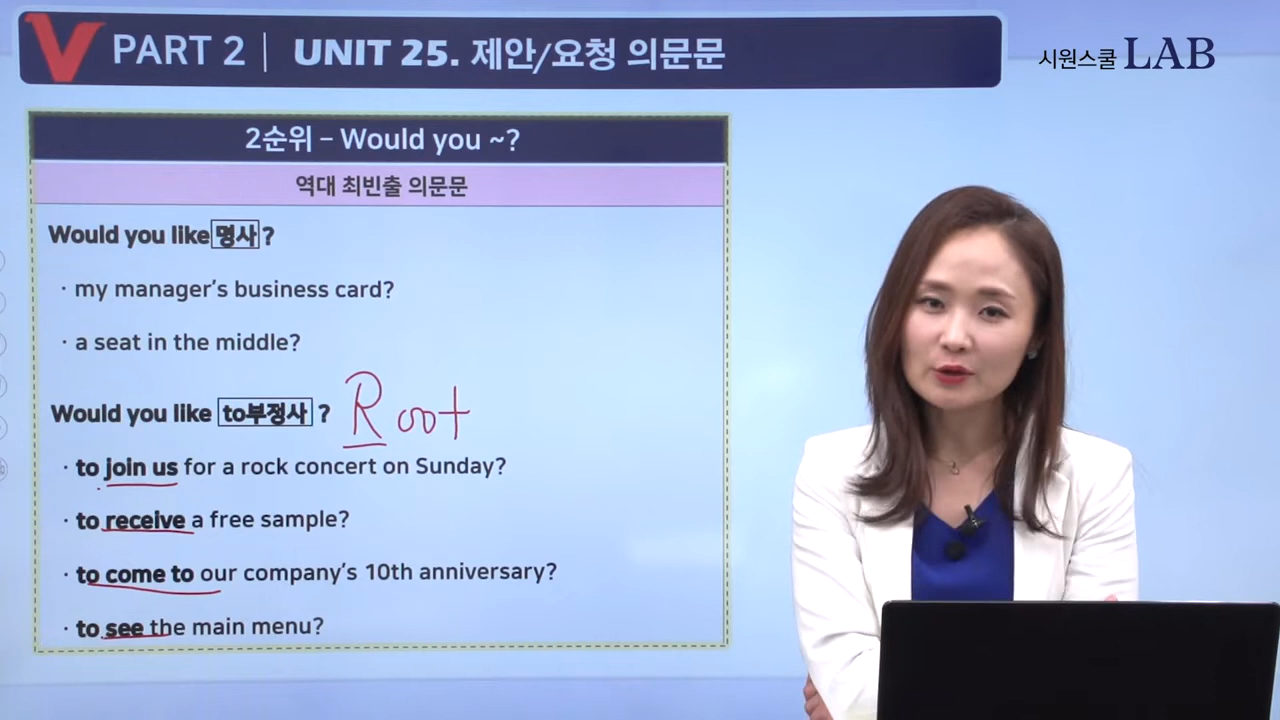 PART 2 | UNIT 25. 제안/요청 의문문
시원스쿨 LAB
2순위 – Would you ~?
역대 최빈출 의문문
Would you like 명사 ?
· my manager's business card?
· a seat in the middle?
Would you like to부정사 ? Root
· to join us for a rock concert on Sunday?
· to receive a free sample?
· to come to our company's 10th anniversary?
· to see the main menu?